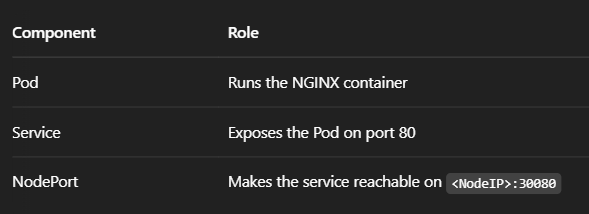 Component Role
Pod Runs the NGINX container
Service Exposes the Pod on port 80
NodePort Makes the service reachable on <NodeIP>:30080